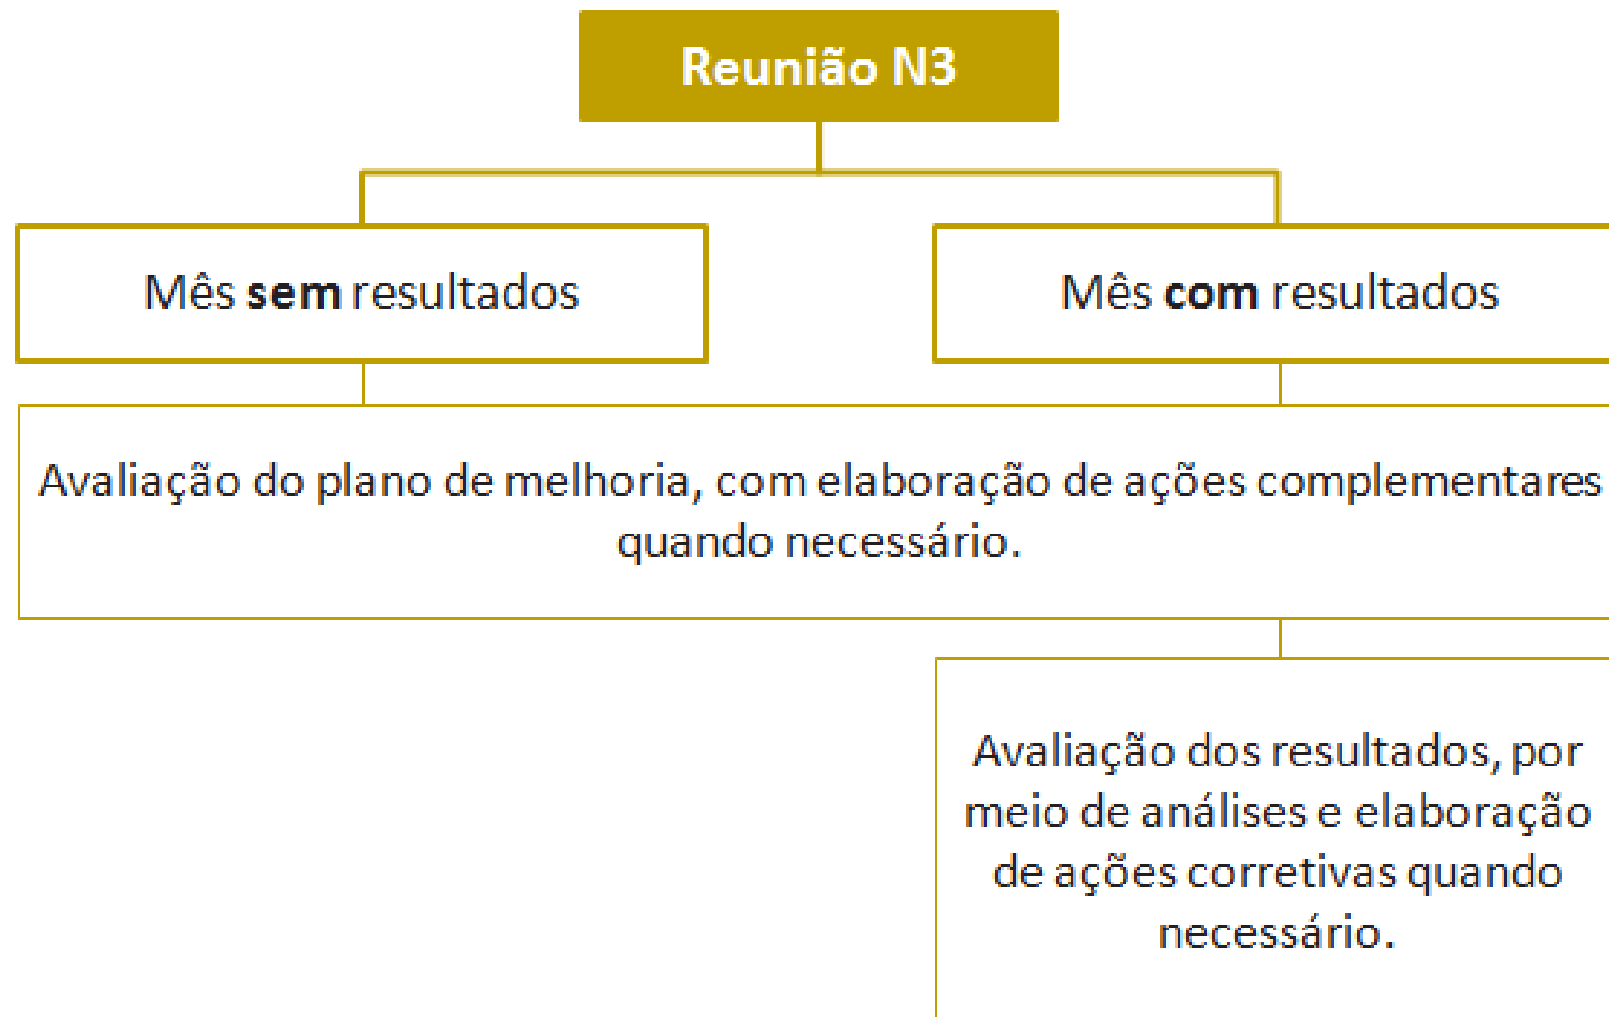 Reunião N3
Mês sem resultados
Mês com resultados
Avaliação do plano de melhoria, com elaboração de ações complementares
quando necessário.
Avaliação dos resultados, por
meio de análises e elaboração
de ações corretivas quando
necessário.